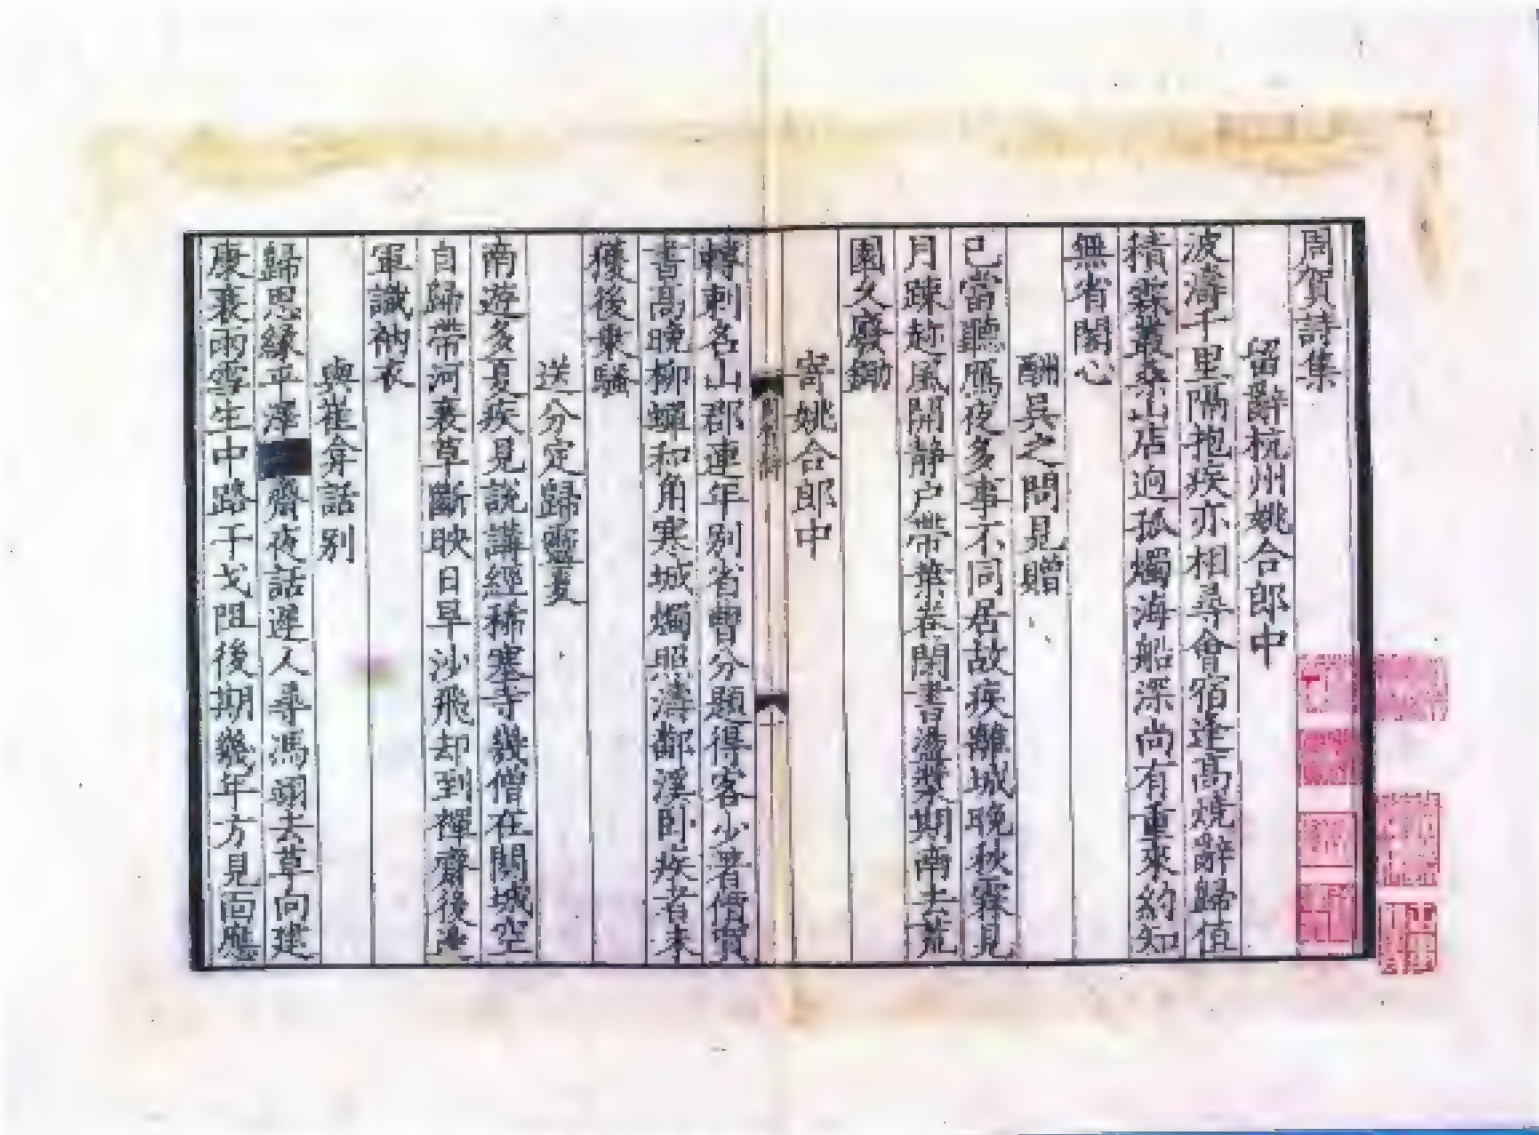 周賀詩集
留辭杭州姚合郎中
波濤千里隔抱疾亦相尋會宿逢高燒辭歸值
積霖叢桑山店迥孤燭海船深尚有重來約知
無省閣心
酬吳之問見贈
已當聽鴈夜多事不同居故疾離城晚秋霖見
月踈趂風開静户帶葉卷閑書盪槳期南去荒
園久廢鋤
寄姚合郎中
轉刺名山郡連年別省曹分題得客少著價買
書高晚柳蟬和角寒城燭照濤鄰溪卧疾者未
獲後乗騷
送分定歸靈夏
南遊多夏疾見說講經稀塞寺幾僧在關城空
自歸帶河衰草斷映日旱沙飛却到禪齋後邊
軍識衲衣
與崔弇話別
歸思緣平澤齋夜話遲人尋馮翊去草向建
康衰雨雪生中路干戈阻後期幾年方見面應